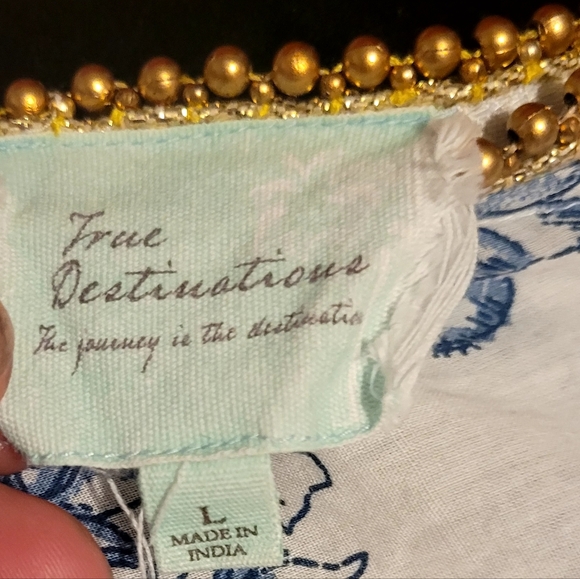 True
Destinations
The journey is the destinatio
L
MADE IN
INDIA